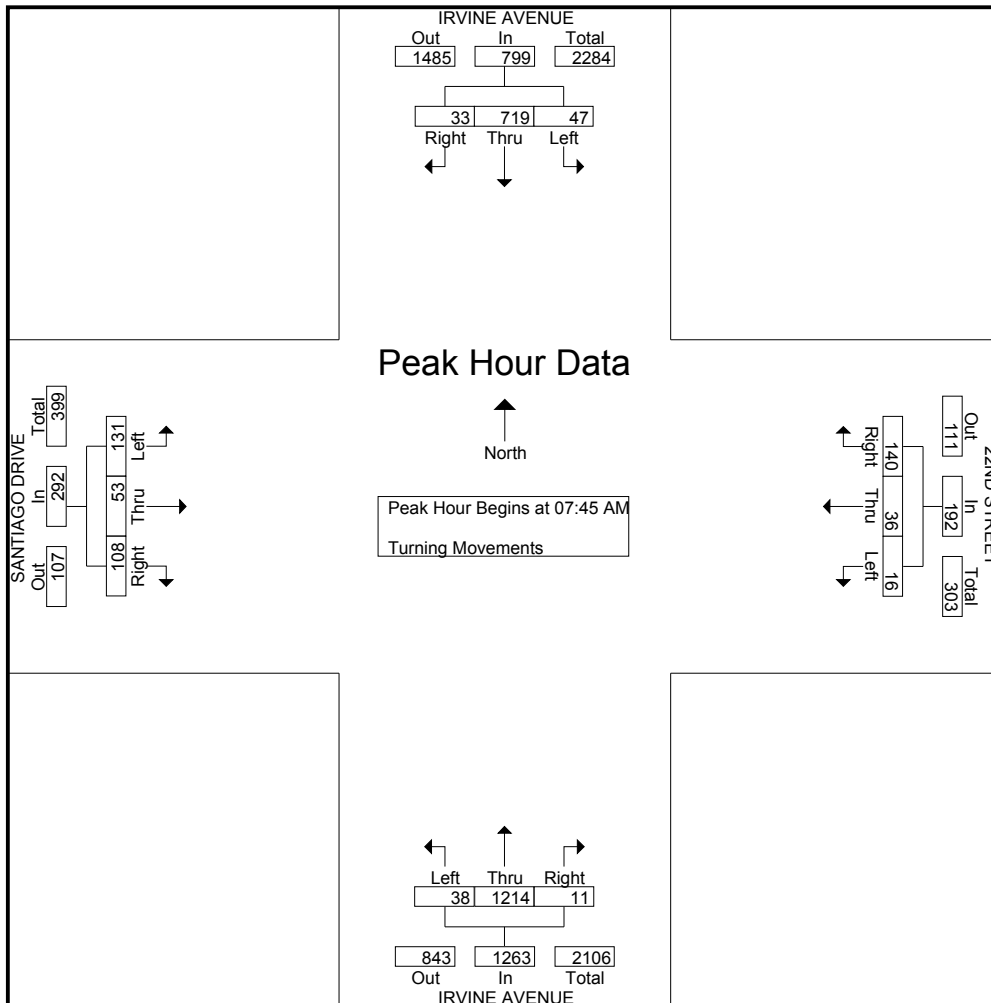 IRVINE AVENUE
Out In Total
1485 799 2284
33 719 47
Right Thru Left
Peak Hour Data
North
Peak Hour Begins at 07:45 AM
Turning Movements
SANTIAGO DRIVE
Total In Out
399 292 107
131 53 108
Left Thru Right
22ND STREET
Out In Total
111 192 303
140 36 16
Right Thru Left
Left Thru Right
38 1214 11
843 1263 2106
Out In Total
IRVINE AVENUE